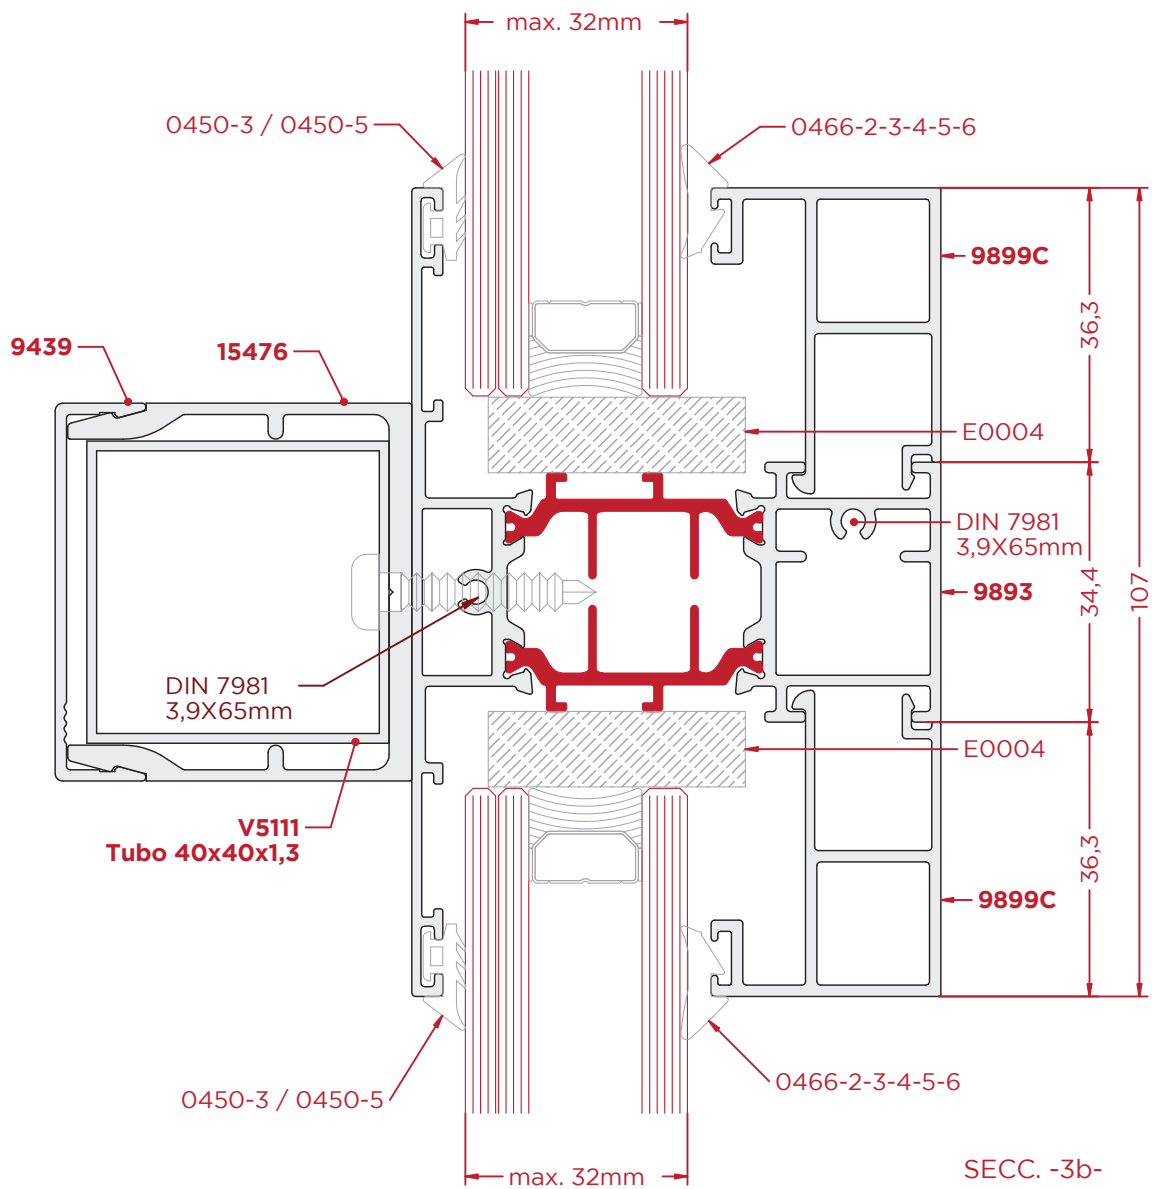 max. 32mm
0450-3 / 0450-5
0466-2-3-4-5-6
9899C
36,3
9439
15476
E0004
DIN 7981
3,9X65mm
34,4
107
9893
DIN 7981
3,9X65mm
E0004
V5111
Tubo 40x40x1,3
36,3
9899C
0466-2-3-4-5-6
0450-3 / 0450-5
max. 32mm
SECC. -3b-